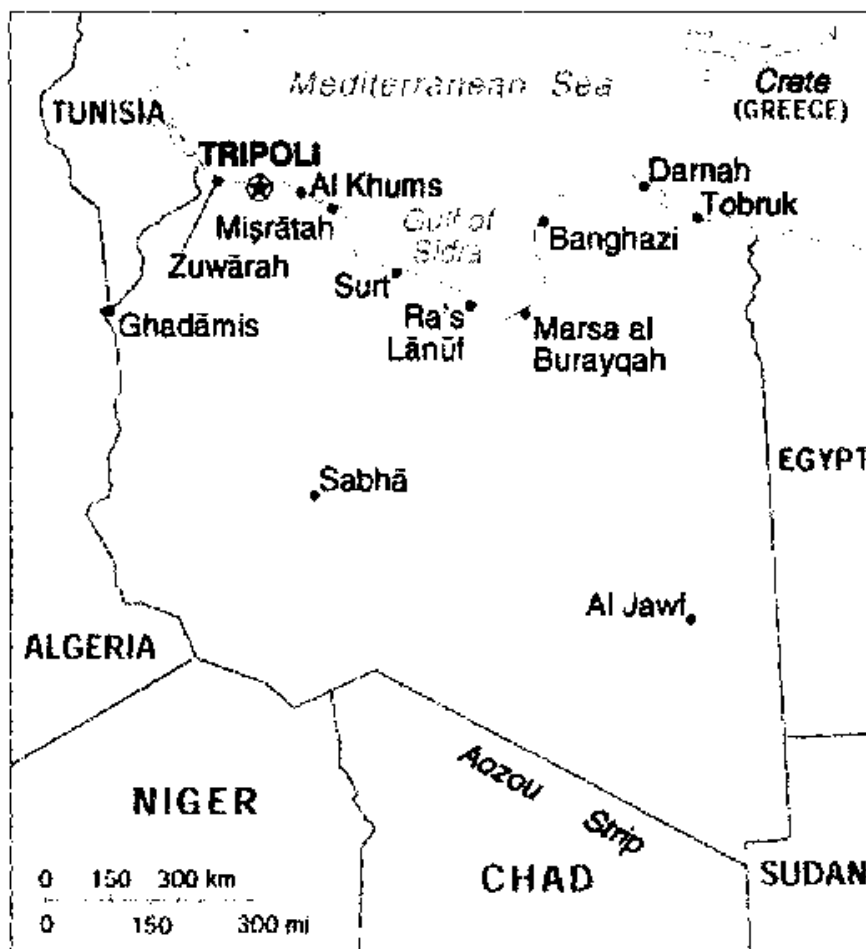 Mediterranean Sea
Crete
(GREECE)
TUNISIA
TRIPOLI
Al Khums
Darnah
Tobruk
Miṣrātah
Gulf of
Sidra
Banghazi
Zuwārah
Surt
Ghadāmis
Ra's
Lānūf
Marsa al
Burayqah
EGYPT
Sabhā
Al Jawf
ALGERIA
Aozou
Strip
NIGER
CHAD
SUDAN
0 150 300 km
0 150 300 mi